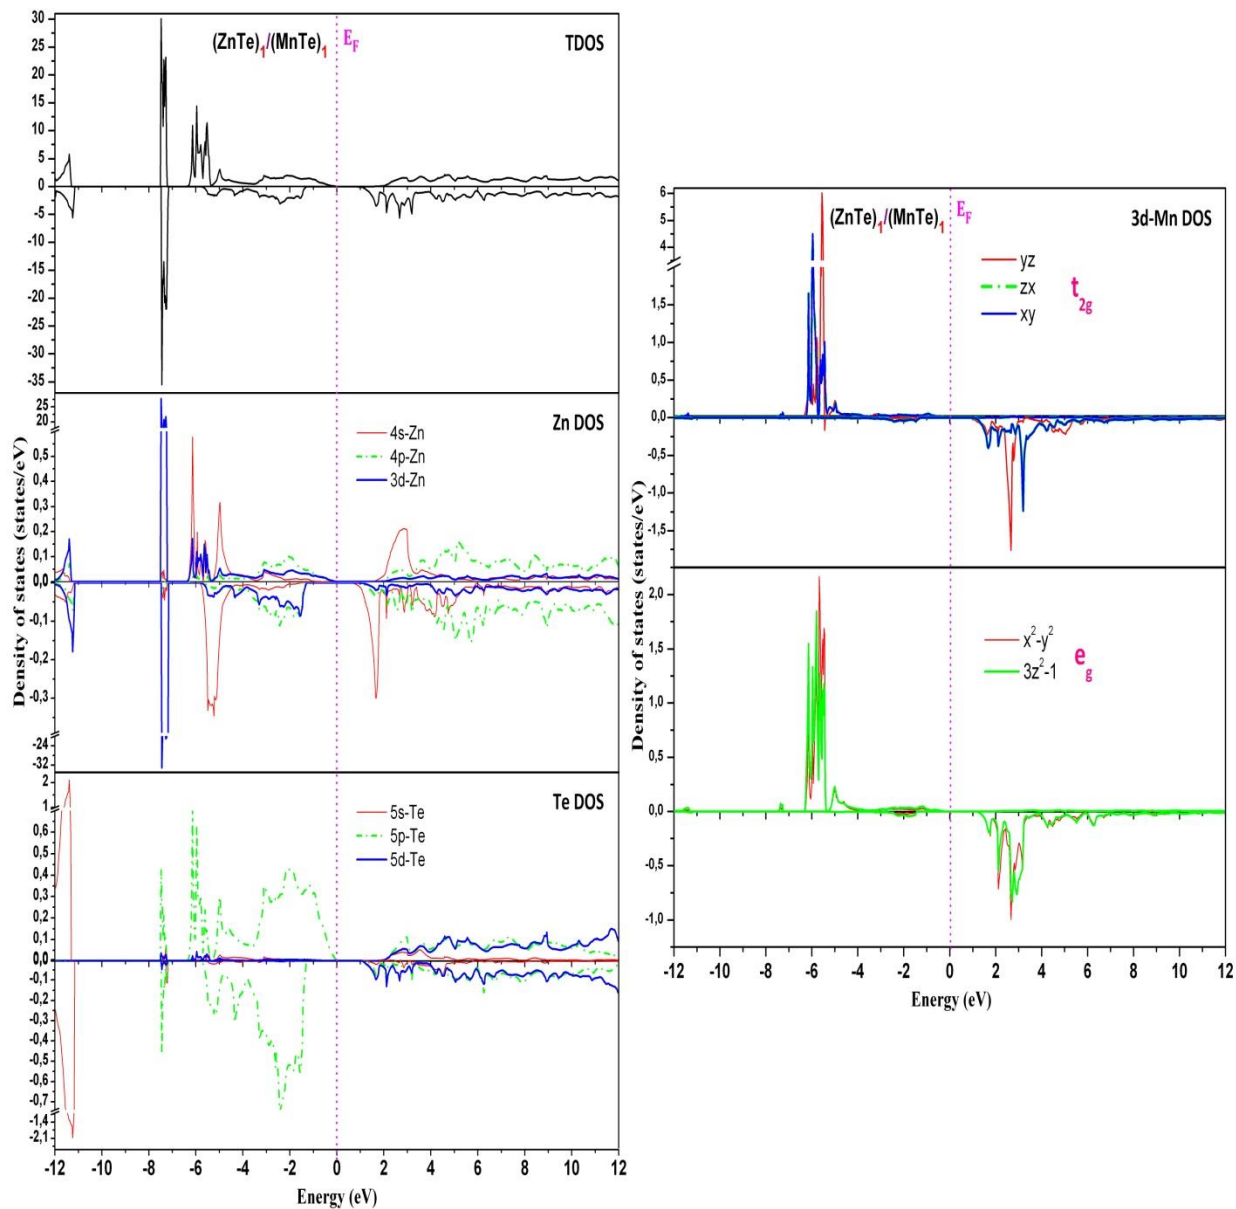 (ZnTe)1/(MnTe)1
EF
TDOS
30
25
20
15
10
5
0
-5
-10
-15
-20
-25
-30
-35
Zn DOS
25
20
0,5
0,4
0,3
0,2
0,1
0,0
-0,1
-0,2
-0,3
-24
-32
4s-Zn
4p-Zn
3d-Zn
Density of states (states/eV)
Te DOS
2
1
0,6
0,4
0,3
0,2
0,1
0,0
-0,1
-0,2
-0,3
-0,4
-0,5
-0,6
-0,7
-1,4
-2,1
5s-Te
5p-Te
5d-Te
-12 -10 -8 -6 -4 -2 0 2 4 6 8 10 12
Energy (eV)
(ZnTe)1/(MnTe)1
EF
3d-Mn DOS
6
5
4
2
1,5
1,0
0,5
0,0
-0,5
-1,0
-1,5
yz
zx
xy
t2g
Density of states (states/eV)
2,0
1,5
1,0
0,5
0,0
-0,5
-1,0
x2-y2
3z2-1
eg
-12 -10 -8 -6 -4 -2 0 2 4 6 8 10 12
Energy (eV)